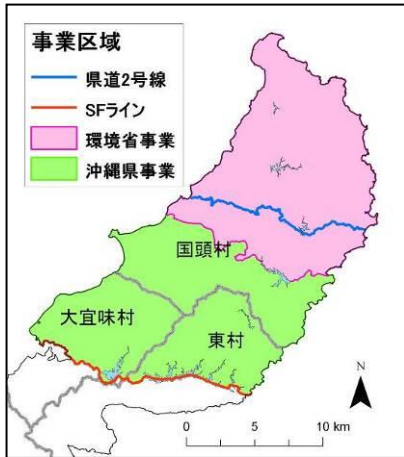 事業区域
県道2号線
SFライン
環境省事業
沖縄県事業
国頭村
大宜味村
東村
N
0 5 10 km